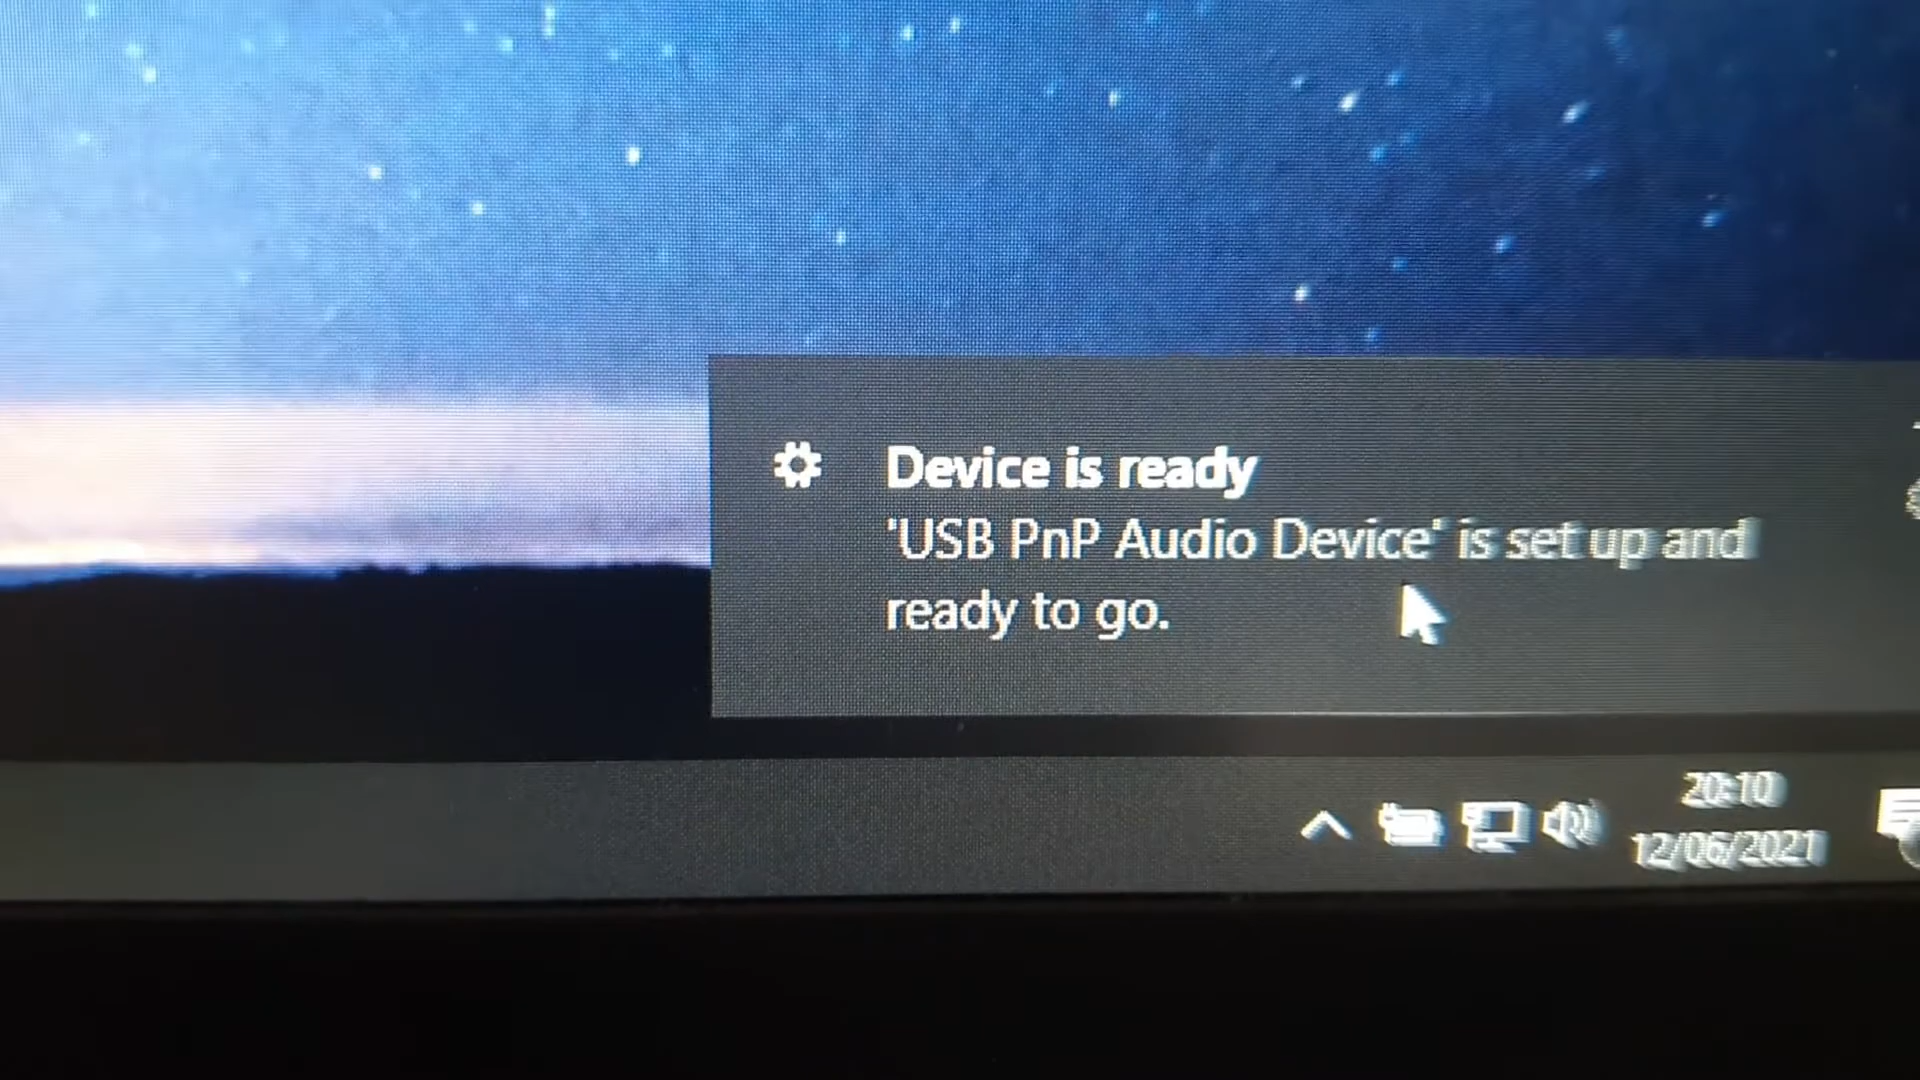 Device is ready
'USB PnP Audio Device' is set up and
ready to go.
20:10
12/06/2021